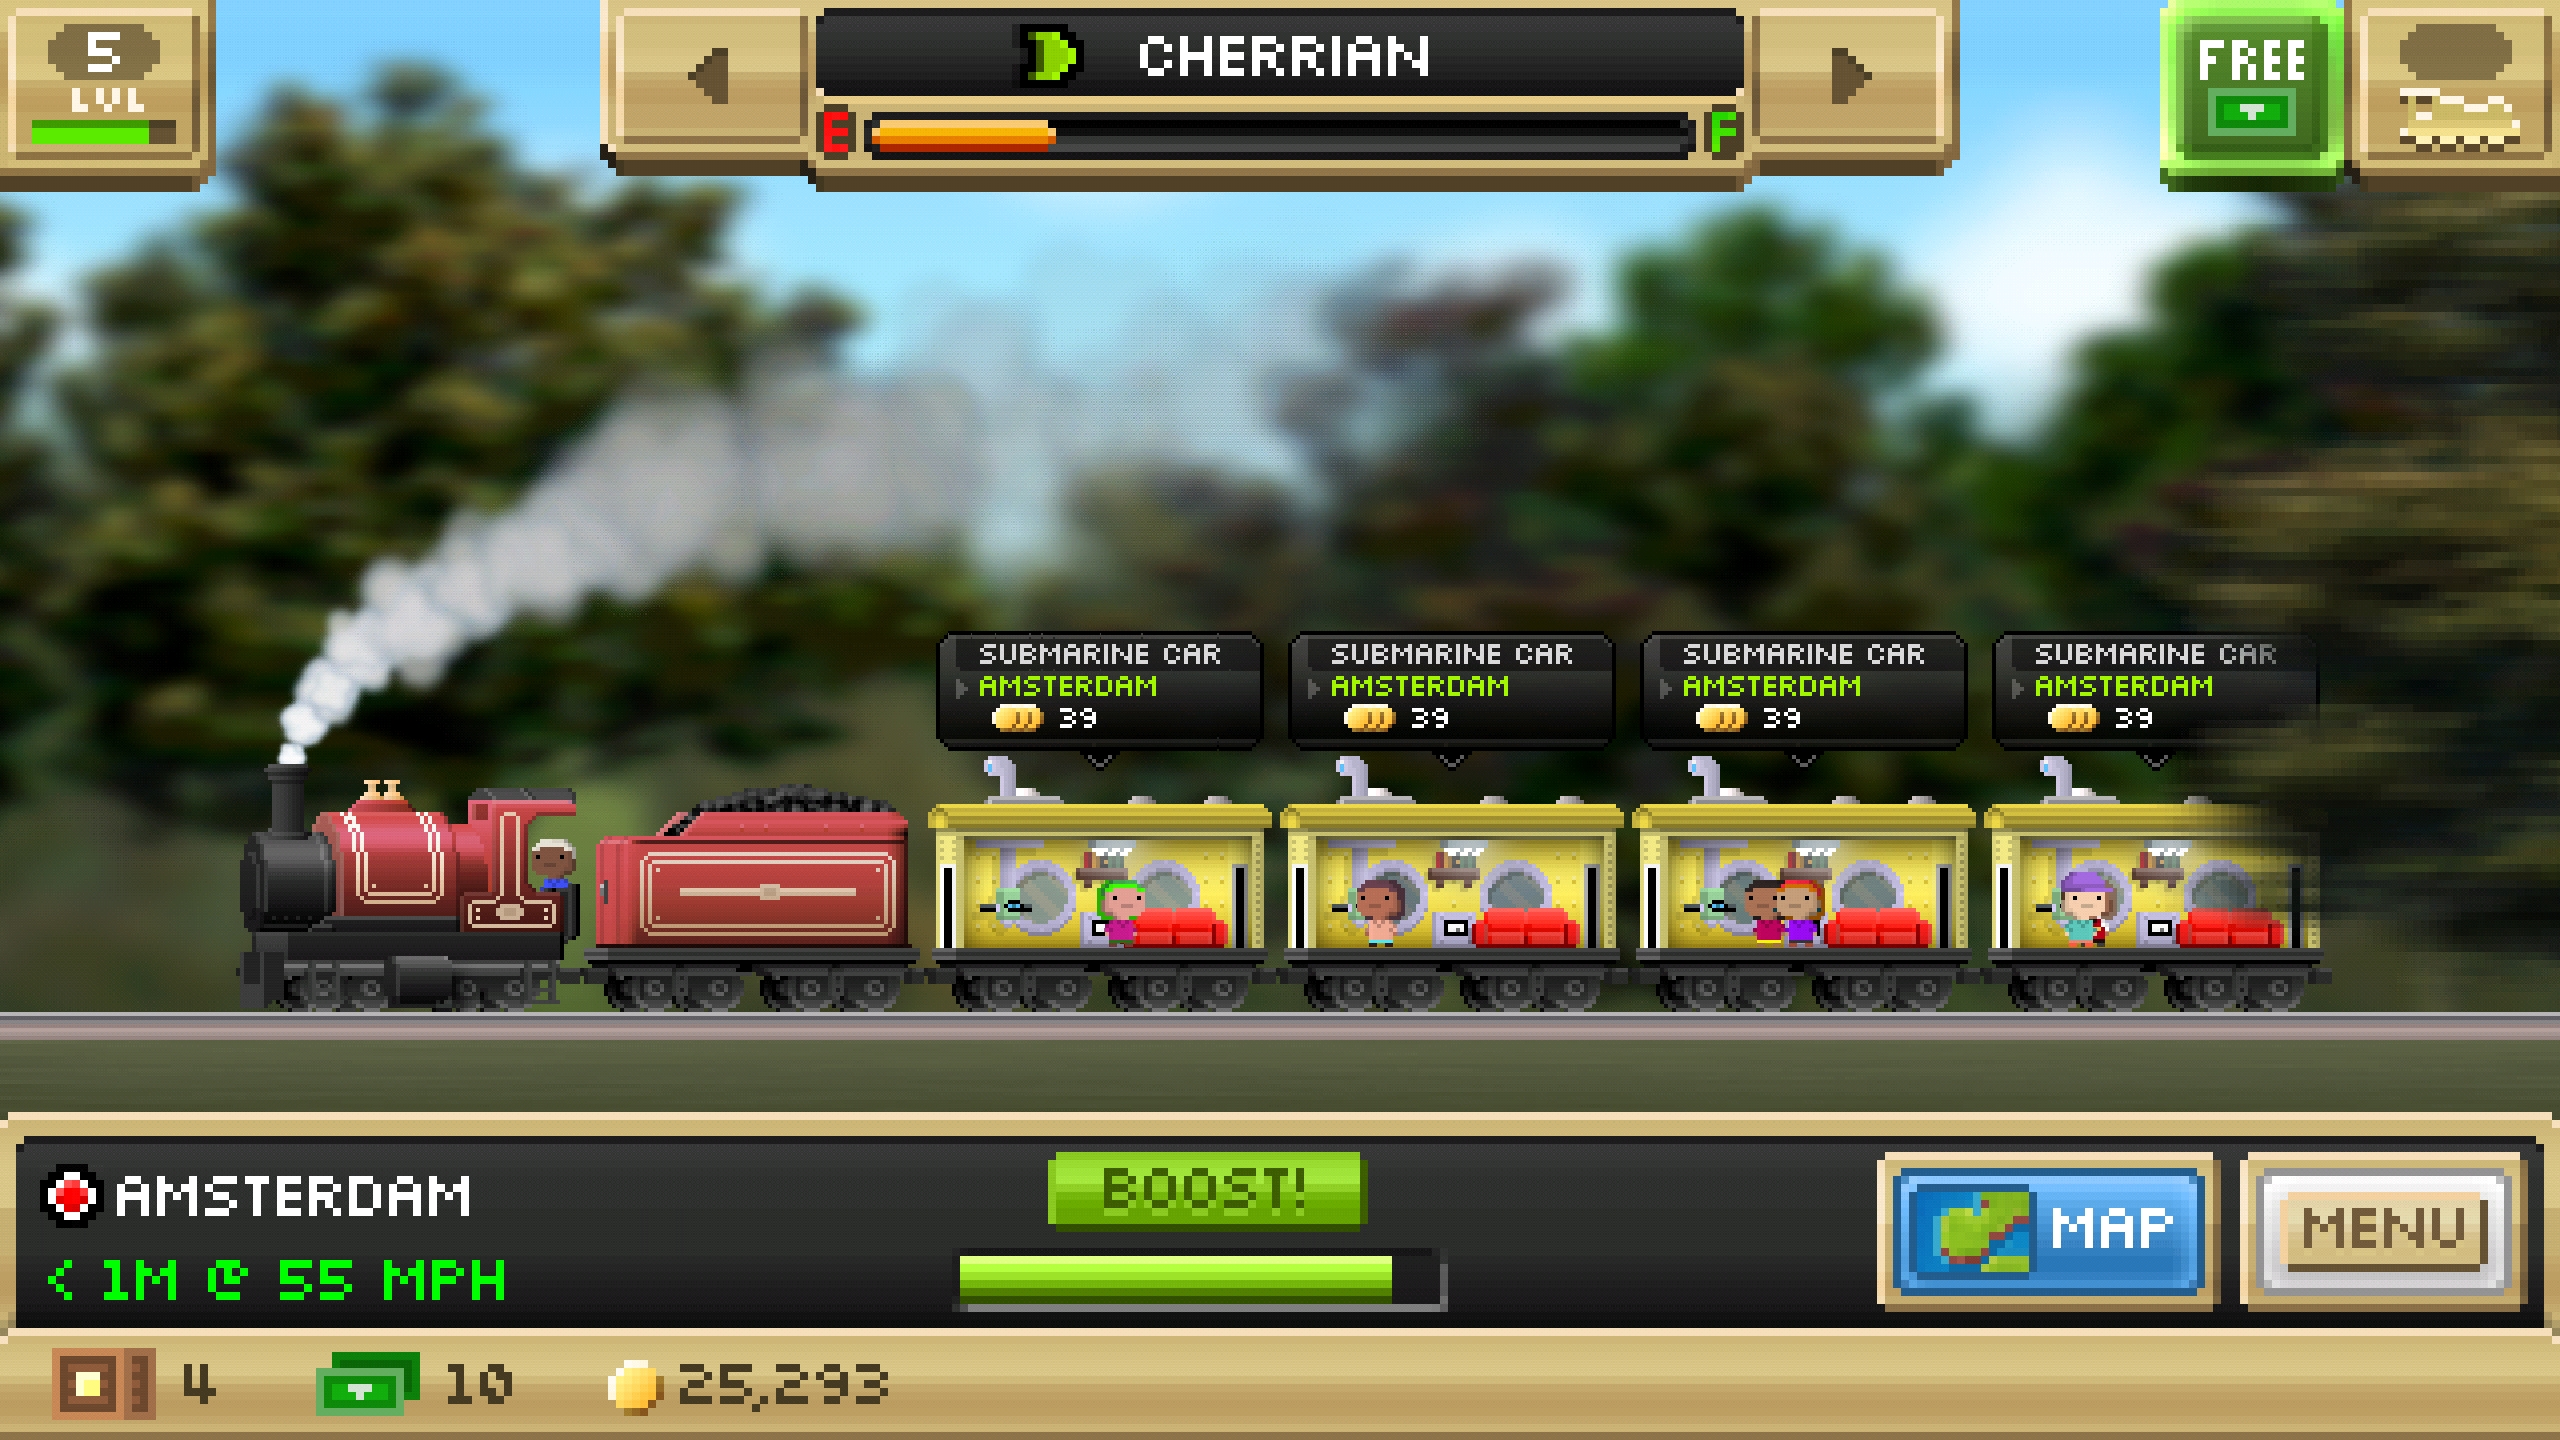 5
LVL
CHERRIAN
E
F
FREE
SUBMARINE CAR
AMSTERDAM
39
SUBMARINE CAR
AMSTERDAM
39
SUBMARINE CAR
AMSTERDAM
39
SUBMARINE CAR
AMSTERDAM
39
AMSTERDAM
< 1M @ 55 MPH
BOOST!
MAP
MENU
4
10
25,293